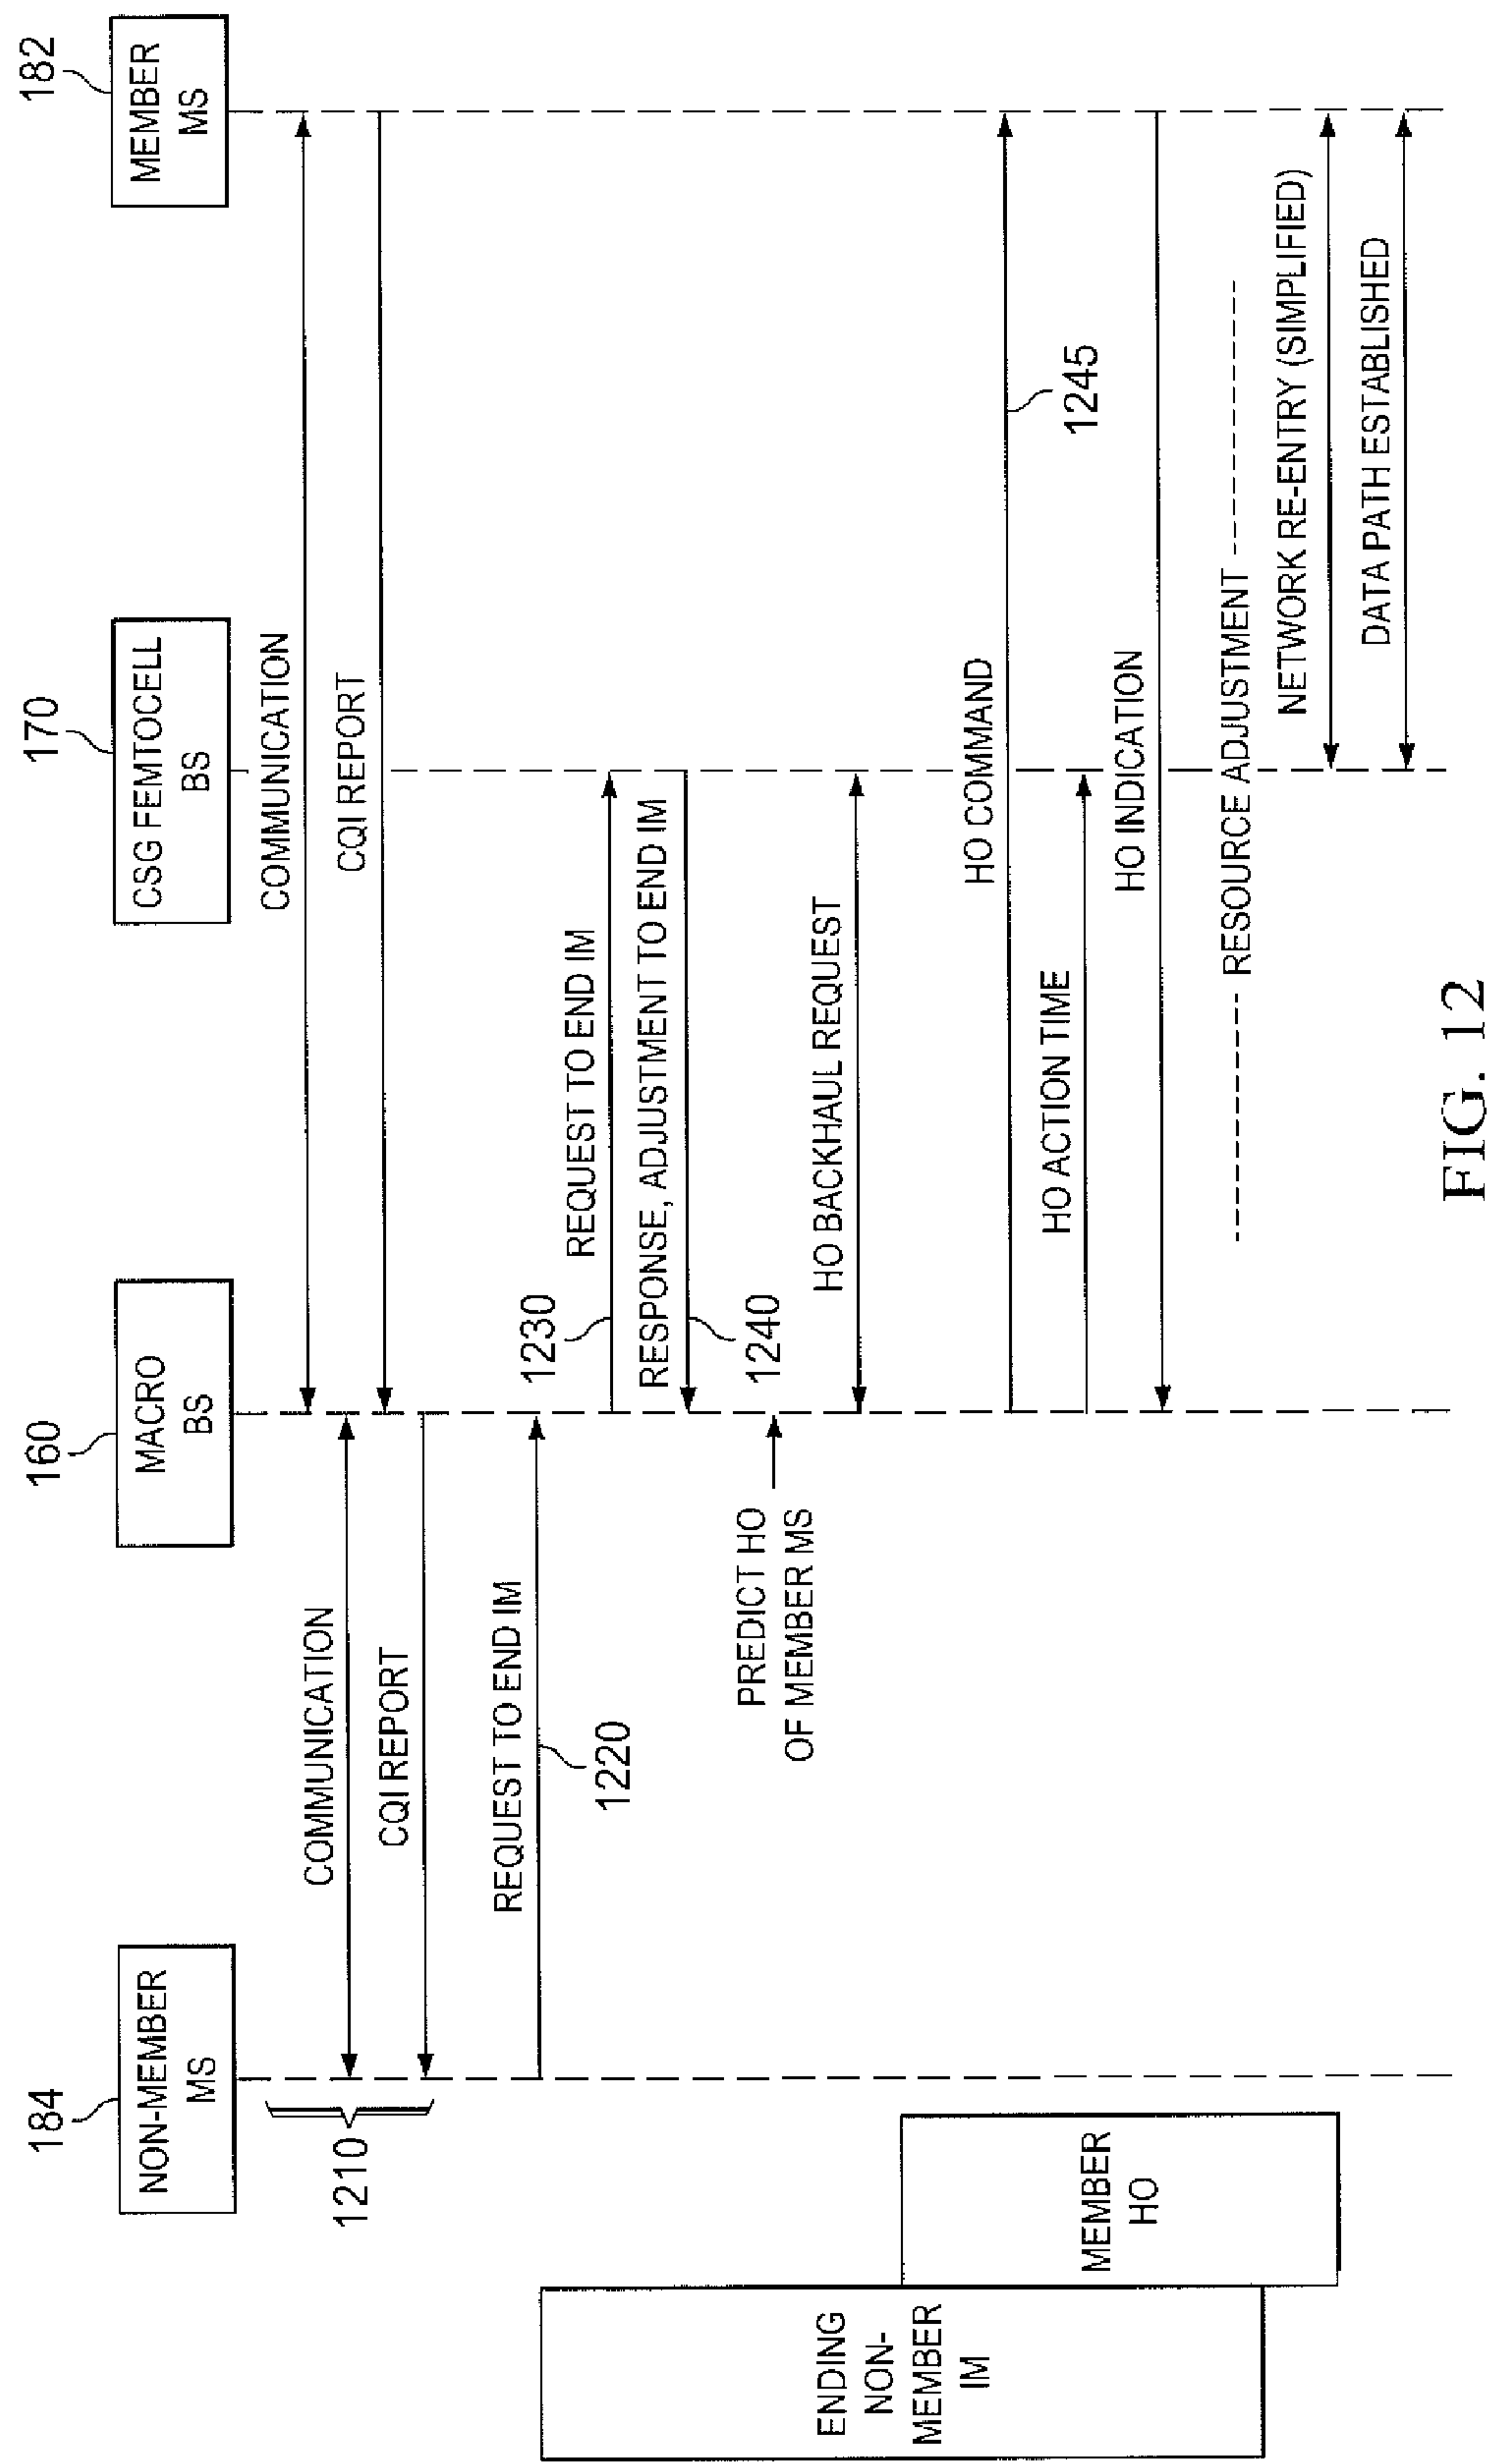 184
NON-MEMBER
MS
160
MACRO
BS
170
CSG FEMTOCELL
BS
182
MEMBER
MS
1210
COMMUNICATION
COMMUNICATION
CQI REPORT
CQI REPORT
REQUEST TO END IM
1220
REQUEST TO END IM
1230
RESPONSE, ADJUSTMENT TO END IM
1240
PREDICT HO
OF MEMBER MS
HO BACKHAUL REQUEST
HO COMMAND
1245
HO ACTION TIME
HO INDICATION
RESOURCE ADJUSTMENT
NETWORK RE-ENTRY (SIMPLIFIED)
DATA PATH ESTABLISHED
ENDING
NON-
MEMBER
IM
MEMBER
HO
FIG. 12